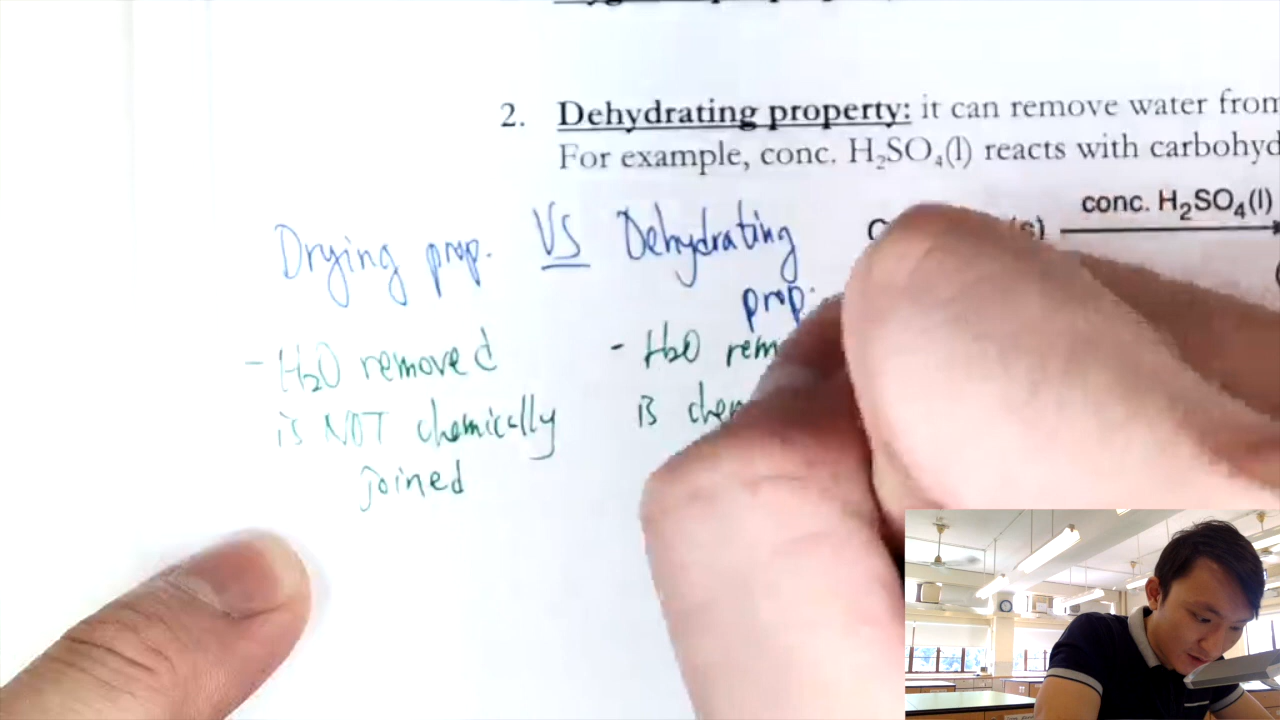 2. Dehydrating property: it can remove water from
For example, conc. H₂SO₄(l) reacts with carbohyd
conc. H₂SO₄(l)
Drying prop. VS Dehydrating
prop.
- H₂O removed
is NOT chemically
joined
- H₂O rem
is chem